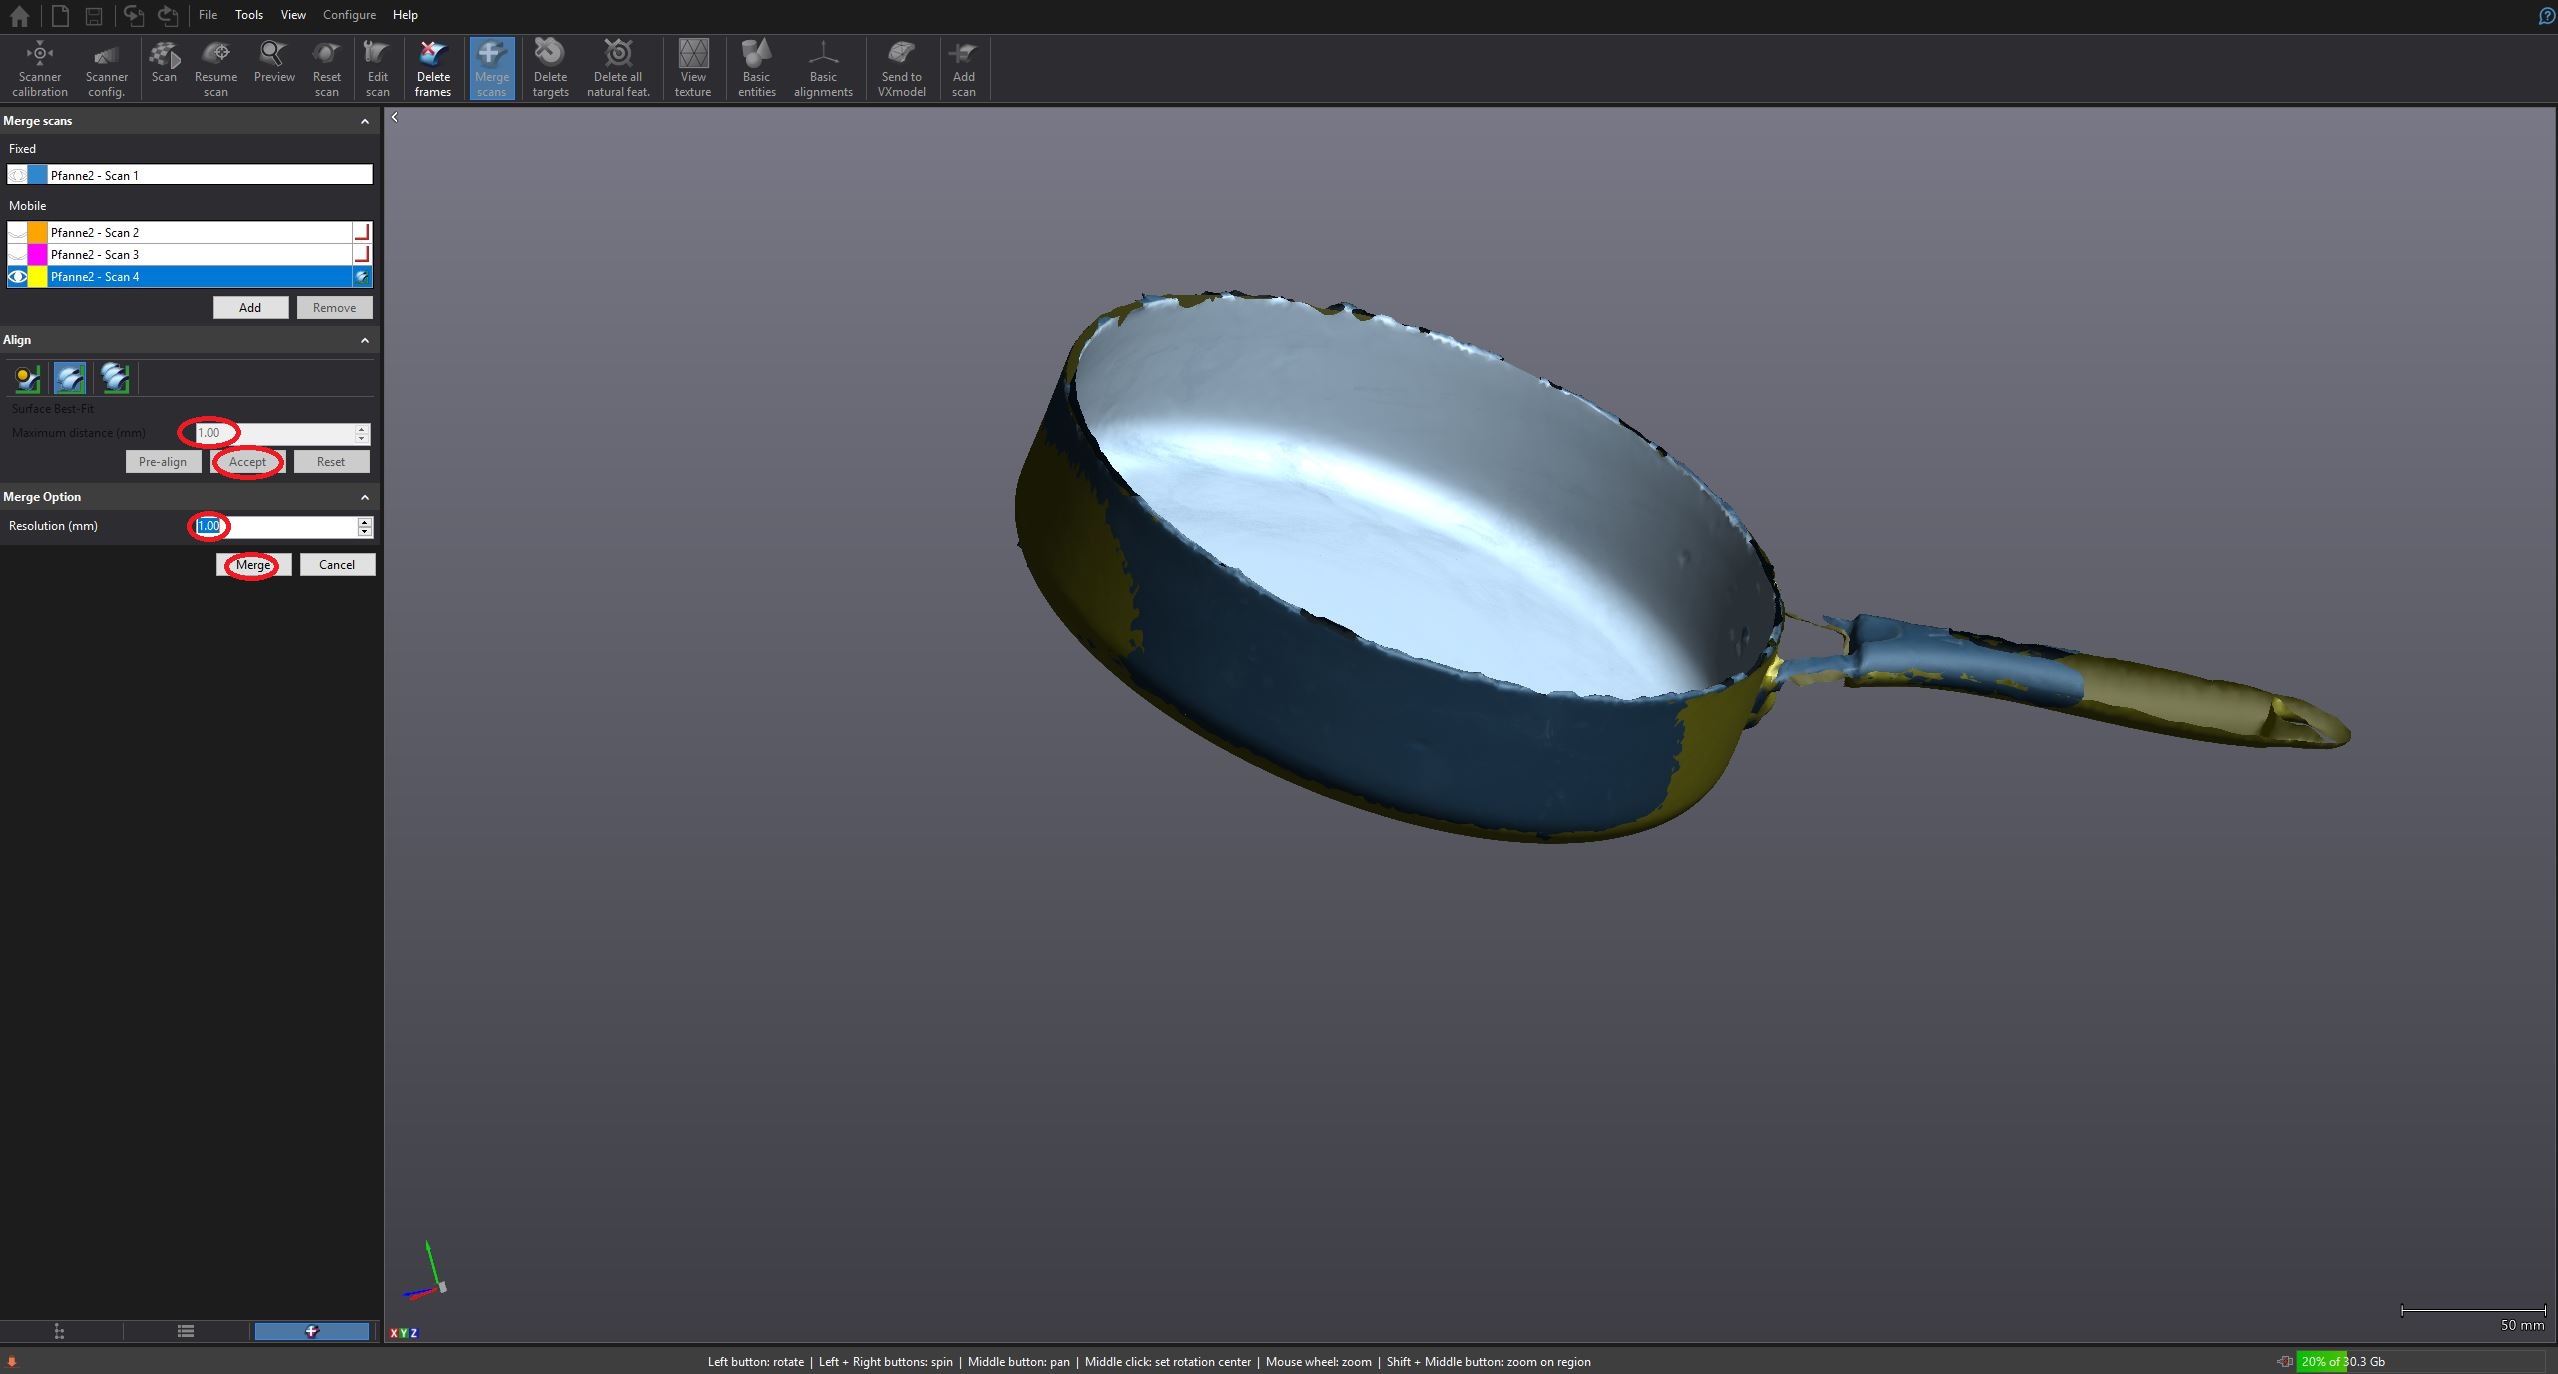 File Tools View Configure Help
Scanner calibration
Scanner config.
Scan
Resume scan
Preview
Reset scan
Edit scan
Delete frames
Merge scans
Delete targets
Delete all natural feat.
View texture
Basic entities
Basic alignments
Send to VXmodel
Add scan
Merge scans
Fixed
Pfanne2 - Scan 1
Mobile
Pfanne2 - Scan 2
Pfanne2 - Scan 3
Pfanne2 - Scan 4
Add Remove
Align
Surface Best-Fit
Maximum distance (mm) 1.00
Pre-align Accept Reset
Merge Option
Resolution (mm) 1.00
Merge Cancel
X Y Z
50 mm
Left button: rotate | Left + Right buttons: spin | Middle button: pan | Middle click: set rotation center | Mouse wheel: zoom | Shift + Middle button: zoom on region
20% of 30.3 Gb